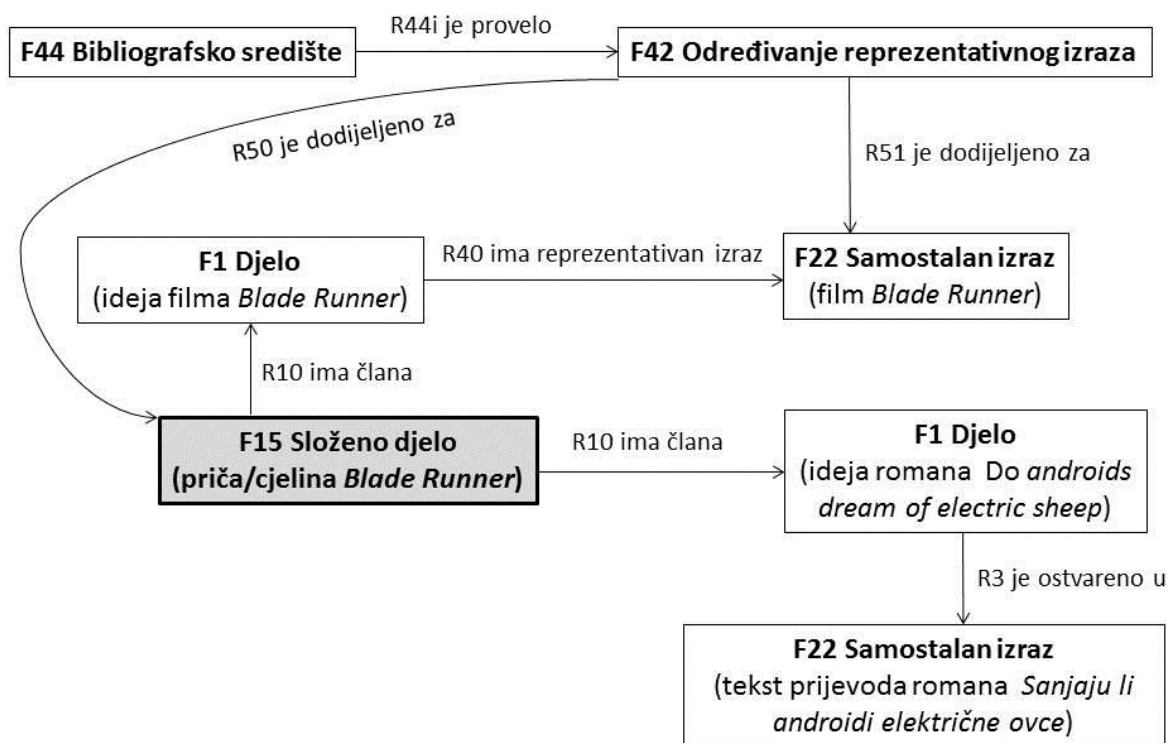 R44i je provelo
F44 Bibliografsko središte
F42 Određivanje reprezentativnog izraza
R50 je dodijeljeno za
R51 je dodijeljeno za
F1 Djelo
(ideja filma Blade Runner)
R40 ima reprezentativan izraz
F22 Samostalan izraz
(film Blade Runner)
R10 ima člana
F15 Složeno djelo
(priča/cjelina Blade Runner)
R10 ima člana
F1 Djelo
(ideja romana Do androids
dream of electric sheep)
R3 je ostvareno u
F22 Samostalan izraz
(tekst prijevoda romana Sanjaju li
androidi električne ovce)